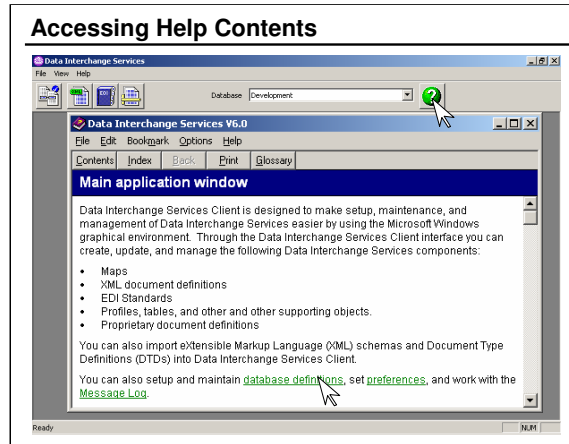 Accessing Help Contents
Data Interchange Services
File View Help
Database Development
?
Data Interchange Services V6.0
File Edit Bookmark Options Help
Contents Index Back Print Glossary
Main application window
Data Interchange Services Client is designed to make setup, maintenance, and
management of Data Interchange Services easier by using the Microsoft Windows
graphical environment. Through the Data Interchange Services Client interface you can
create, update, and manage the following Data Interchange Services components:
• Maps
• XML document definitions
• EDI Standards
• Profiles, tables, and other and other supporting objects.
• Proprietary document definitions
You can also import eXtensible Markup Language (XML) schemas and Document Type
Definitions (DTDs) into Data Interchange Services Client.
You can also setup and maintain database definitions, set preferences, and work with the
Message Log.
Ready NUM